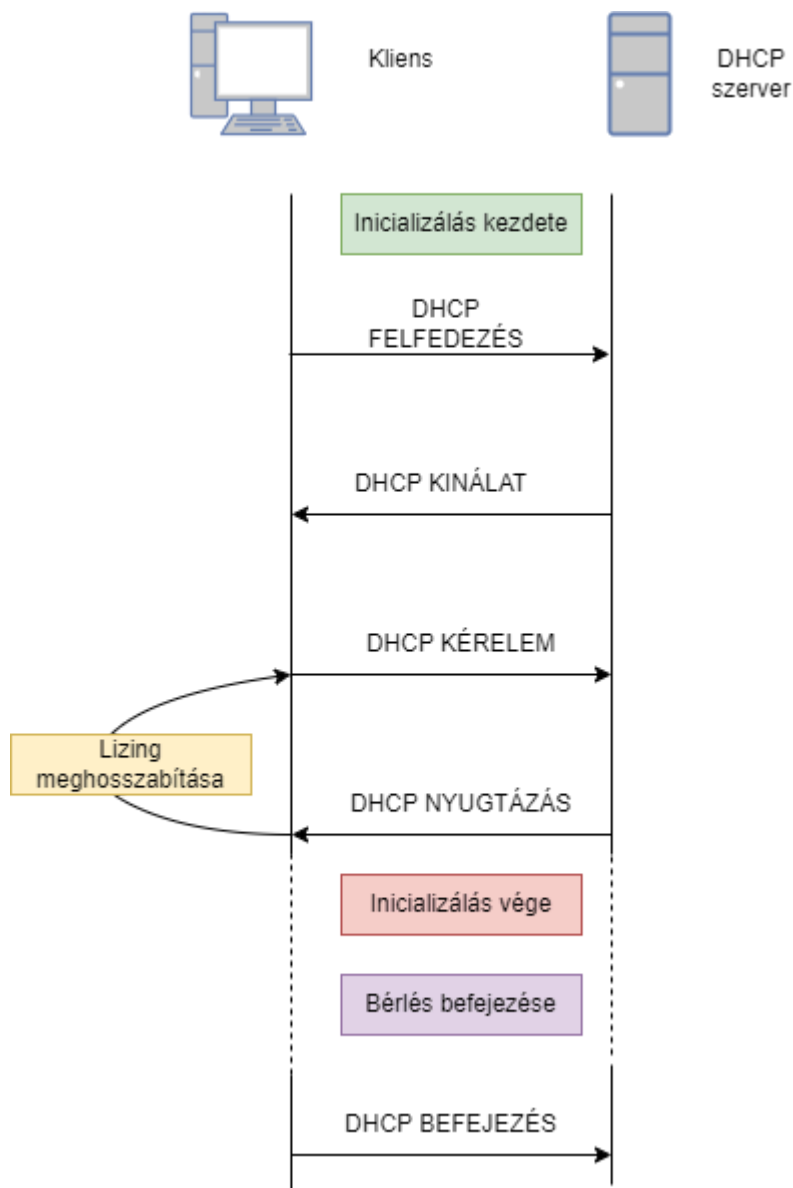 Kliens
DHCP
szerver
Inicializálás kezdete
DHCP
FELFEDEZÉS
DHCP KINÁLAT
DHCP KÉRELEM
Lizing
meghosszabítása
DHCP NYUGTÁZÁS
Inicializálás vége
Bérlés befejezése
DHCP BEFEJEZÉS